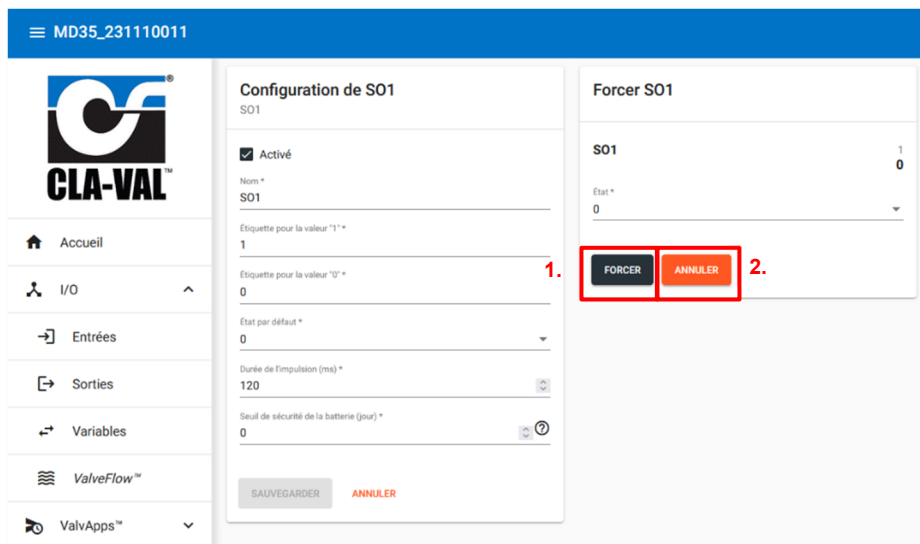 MD35_231110011
CLA-VAL™
®
Accueil
I/O
Entrées
Sorties
Variables
ValveFlow™
ValvApps™
Configuration de SO1
SO1
Activé
Nom *
SO1
Étiquette pour la valeur "1" *
1
Étiquette pour la valeur "0" *
0
État par défaut *
0
Durée de l'impulsion (ms) *
120
Seuil de sécurité de la batterie (jour) *
0
?
SAUVEGARDER
ANNULER
Forcer SO1
SO1
1
0
État *
0
1.
FORCER
ANNULER
2.